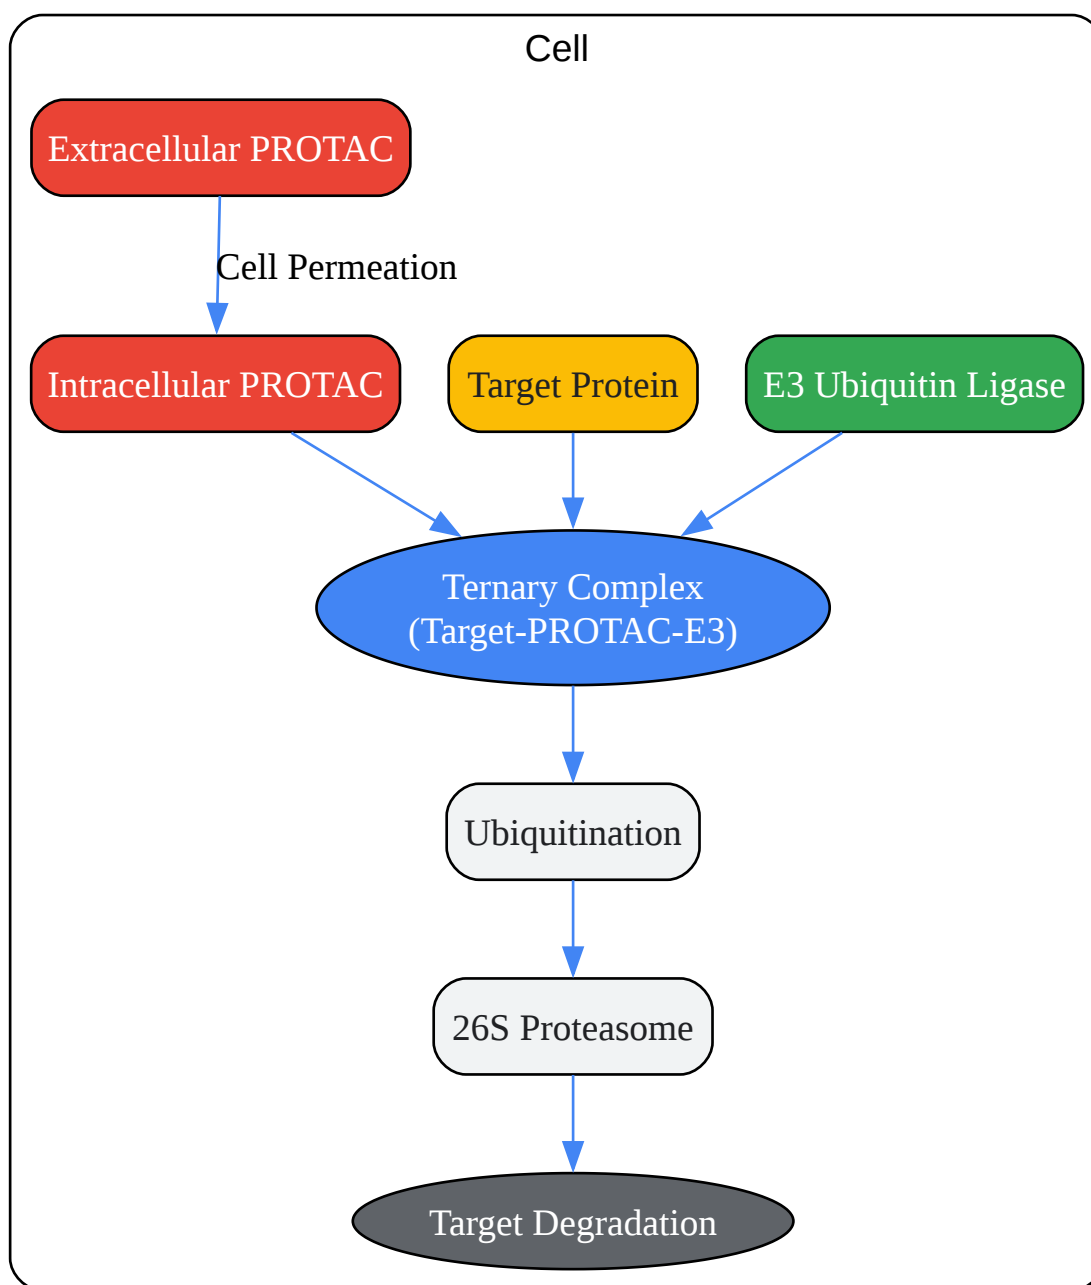 Cell
Extracellular PROTAC
Cell Permeation
Intracellular PROTAC
Target Protein
E3 Ubiquitin Ligase
Ternary Complex
(Target-PROTAC-E3)
Ubiquitination
26S Proteasome
Target Degradation